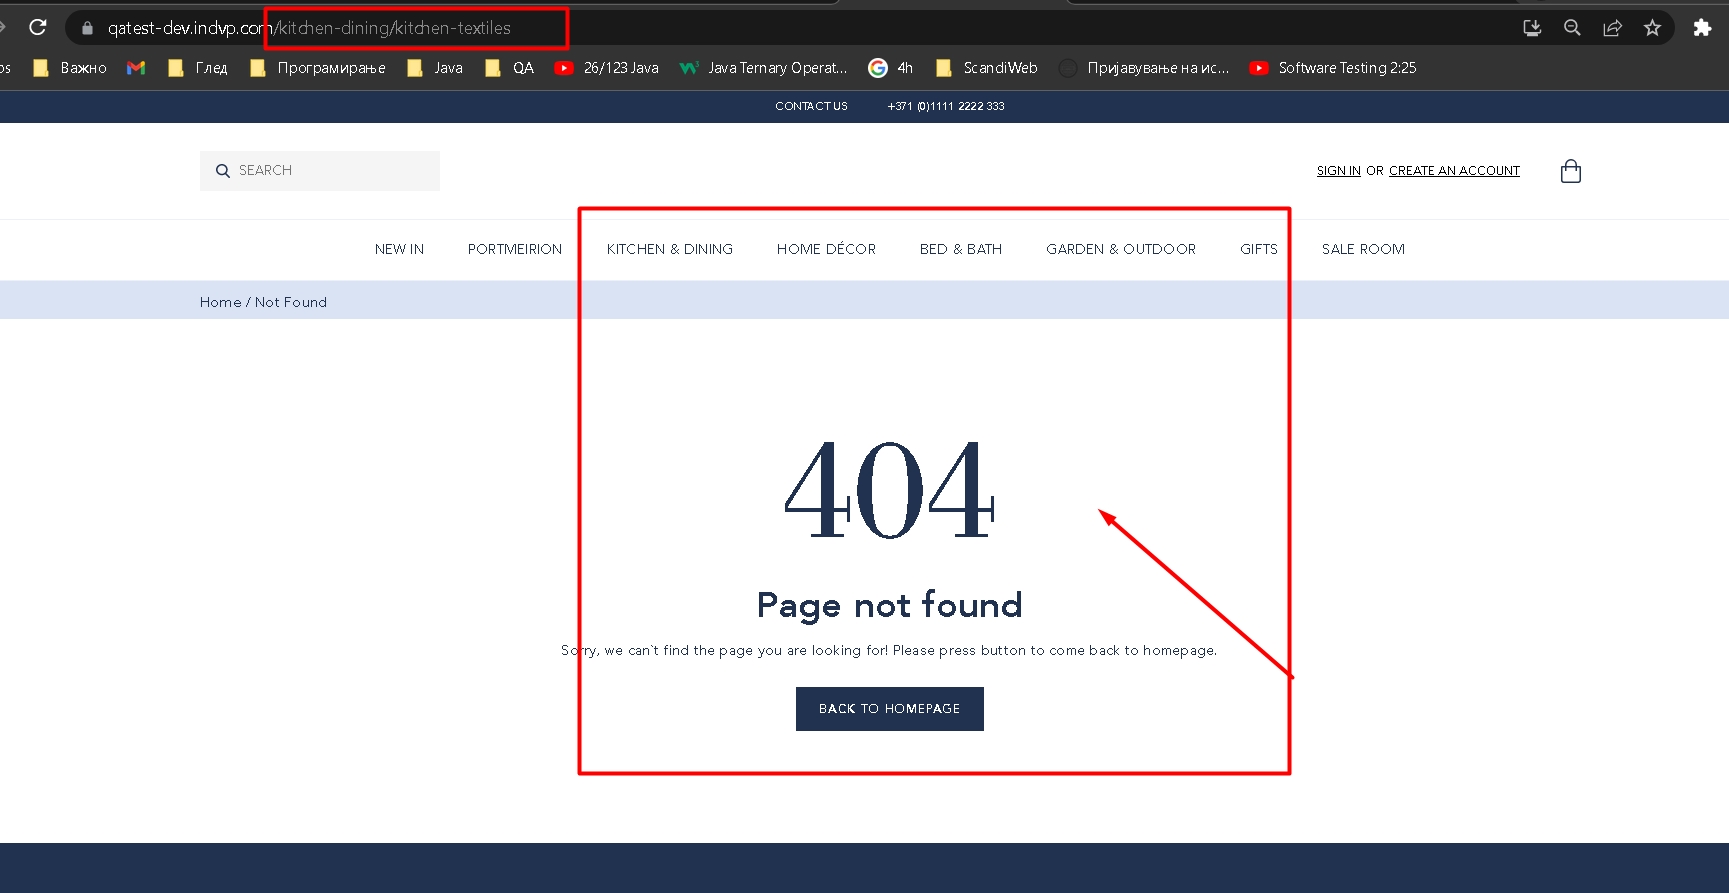 qatest-dev.indvp.com/kitchen-dining/kitchen-textiles
os Важно Глед Програмирање Java QA 26/123 Java Java Ternary Operat... 4h ScandiWeb Пријавување на ис... Software Testing 2:25
CONTACT US +371 (0)1111 2222 333
SEARCH
SIGN IN OR CREATE AN ACCOUNT
NEW IN PORTMEIRION KITCHEN & DINING HOME DÉCOR BED & BATH GARDEN & OUTDOOR GIFTS SALE ROOM
Home / Not Found
404
Page not found
Sorry, we can`t find the page you are looking for! Please press button to come back to homepage.
BACK TO HOMEPAGE